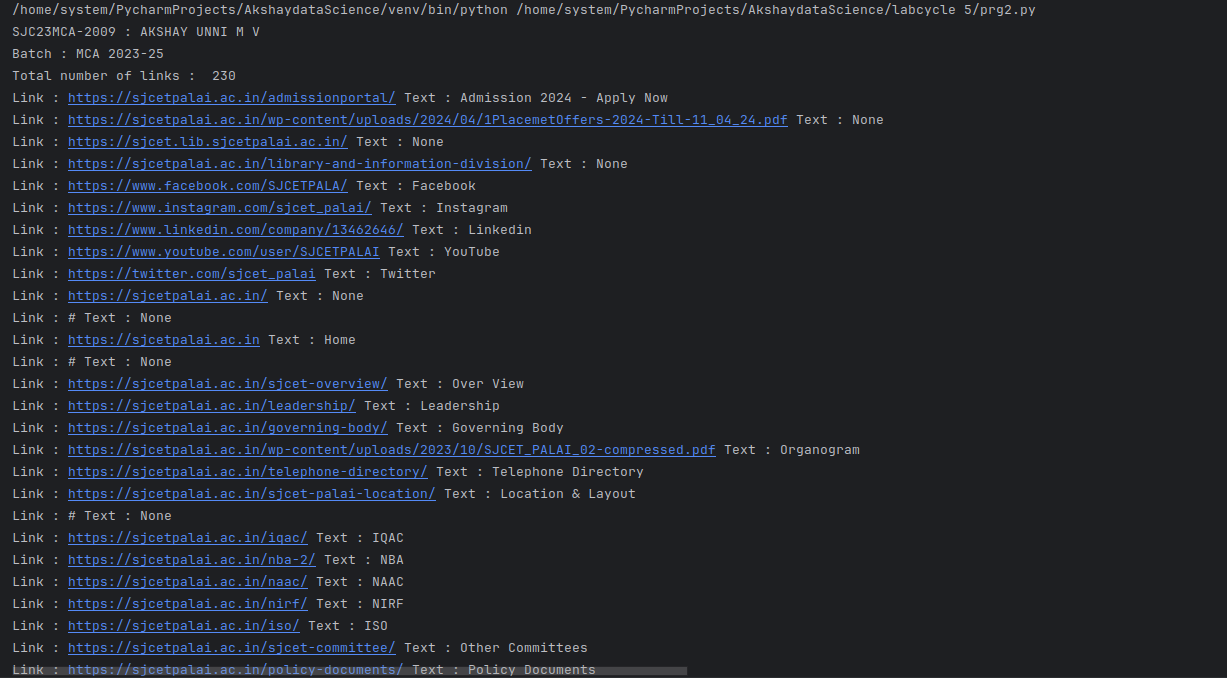 /home/system/PycharmProjects/AkshaydataScience/venv/bin/python /home/system/PycharmProjects/AkshaydataScience/labcycle 5/prg2.py
SJC23MCA-2009 : AKSHAY UNNI M V
Batch : MCA 2023-25
Total number of links :  230
Link : https://sjcetpalai.ac.in/admissionportal/ Text : Admission 2024 - Apply Now
Link : https://sjcetpalai.ac.in/wp-content/uploads/2024/04/1PlacemetOffers-2024-Till-11_04_24.pdf Text : None
Link : https://sjcet.lib.sjcetpalai.ac.in/ Text : None
Link : https://sjcetpalai.ac.in/library-and-information-division/ Text : None
Link : https://www.facebook.com/SJCETPALA/ Text : Facebook
Link : https://www.instagram.com/sjcet_palai/ Text : Instagram
Link : https://www.linkedin.com/company/13462646/ Text : Linkedin
Link : https://www.youtube.com/user/SJCETPALAI Text : YouTube
Link : https://twitter.com/sjcet_palai Text : Twitter
Link : https://sjcetpalai.ac.in/ Text : None
Link : # Text : None
Link : https://sjcetpalai.ac.in Text : Home
Link : # Text : None
Link : https://sjcetpalai.ac.in/sjcet-overview/ Text : Over View
Link : https://sjcetpalai.ac.in/leadership/ Text : Leadership
Link : https://sjcetpalai.ac.in/governing-body/ Text : Governing Body
Link : https://sjcetpalai.ac.in/wp-content/uploads/2023/10/SJCET_PALAI_02-compressed.pdf Text : Organogram
Link : https://sjcetpalai.ac.in/telephone-directory/ Text : Telephone Directory
Link : https://sjcetpalai.ac.in/sjcet-palai-location/ Text : Location & Layout
Link : # Text : None
Link : https://sjcetpalai.ac.in/iqac/ Text : IQAC
Link : https://sjcetpalai.ac.in/nba-2/ Text : NBA
Link : https://sjcetpalai.ac.in/naac/ Text : NAAC
Link : https://sjcetpalai.ac.in/nirf/ Text : NIRF
Link : https://sjcetpalai.ac.in/iso/ Text : ISO
Link : https://sjcetpalai.ac.in/sjcet-committee/ Text : Other Committees
Link : https://sjcetpalai.ac.in/policy-documents/ Text : Policy Documents